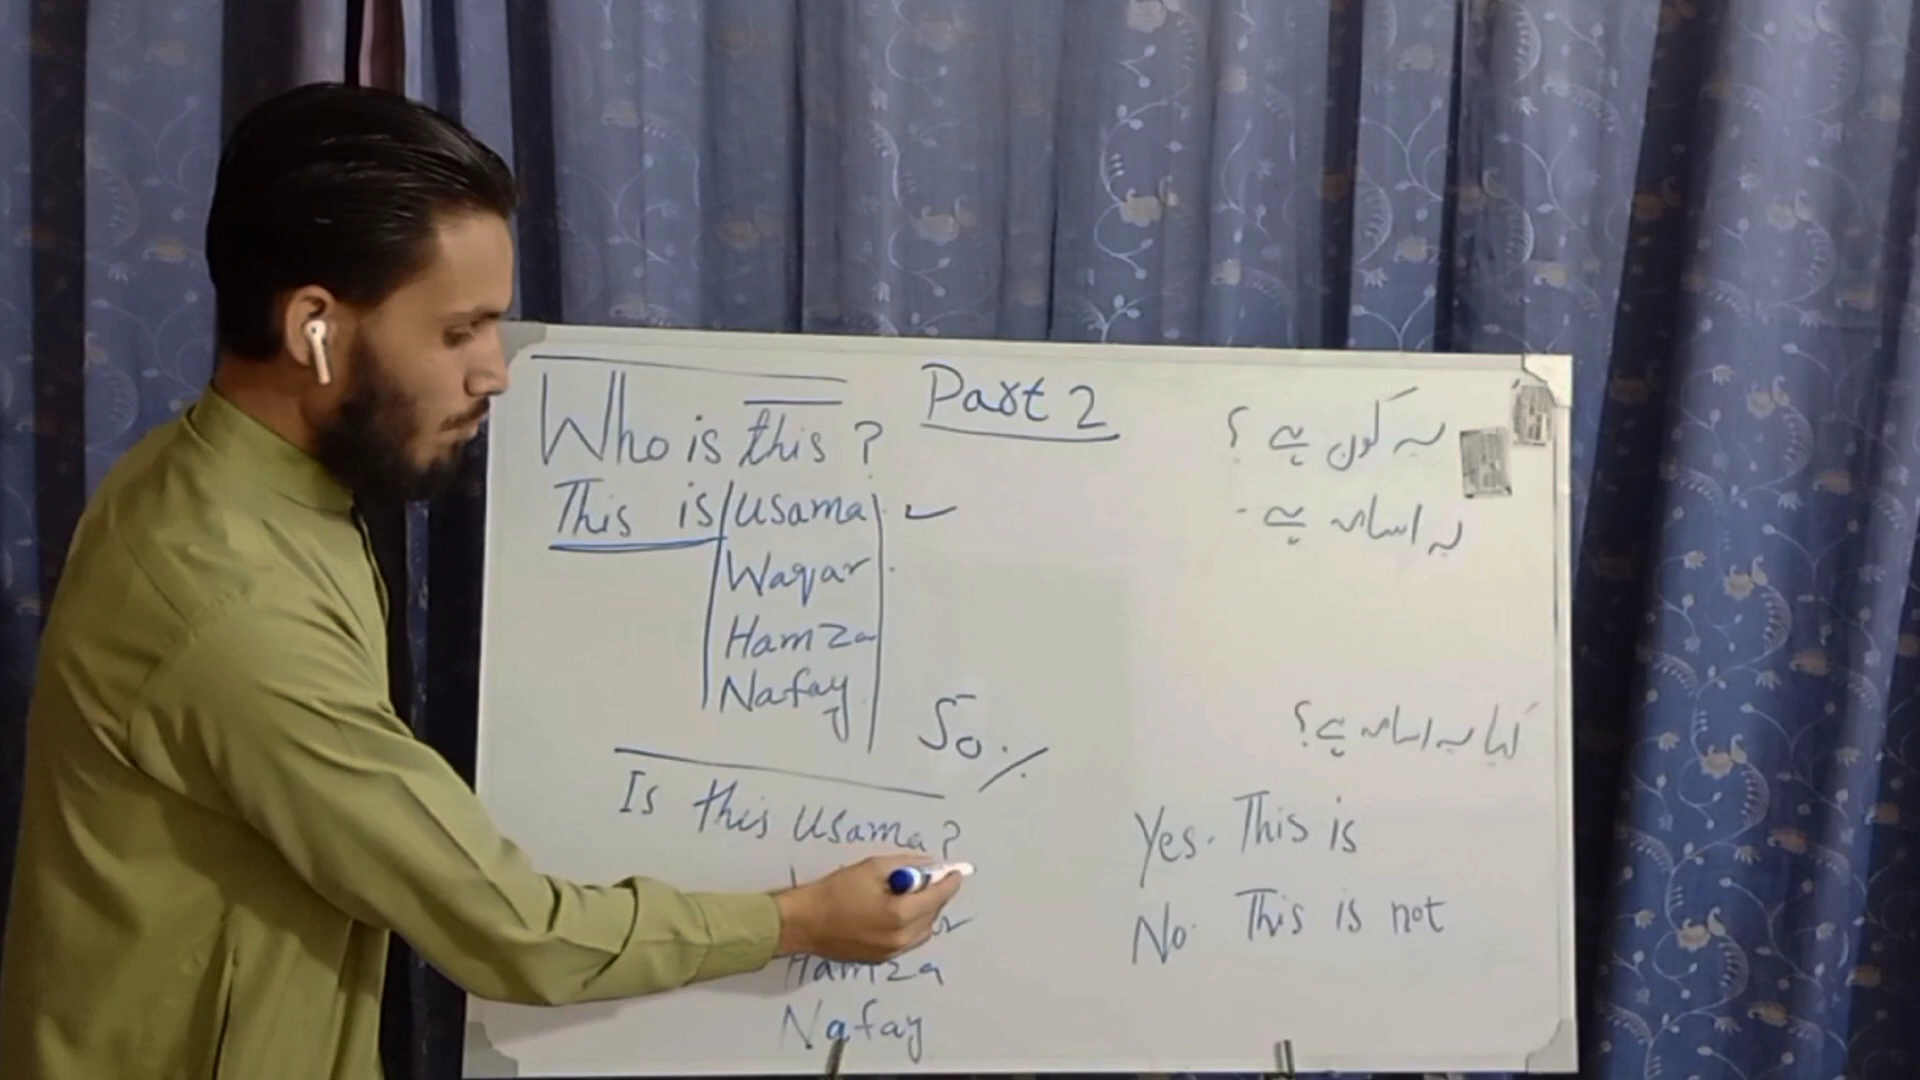 Who is this?
Part 2
یہ کون ہے ؟
This is Usama
یہ اسامہ ہے -
Waqar
Hamza
Nafay
50%
کیا یہ اسامہ ہے؟
Is this Usama?
Yes. This is
No. This is not
Hamza
Nafay